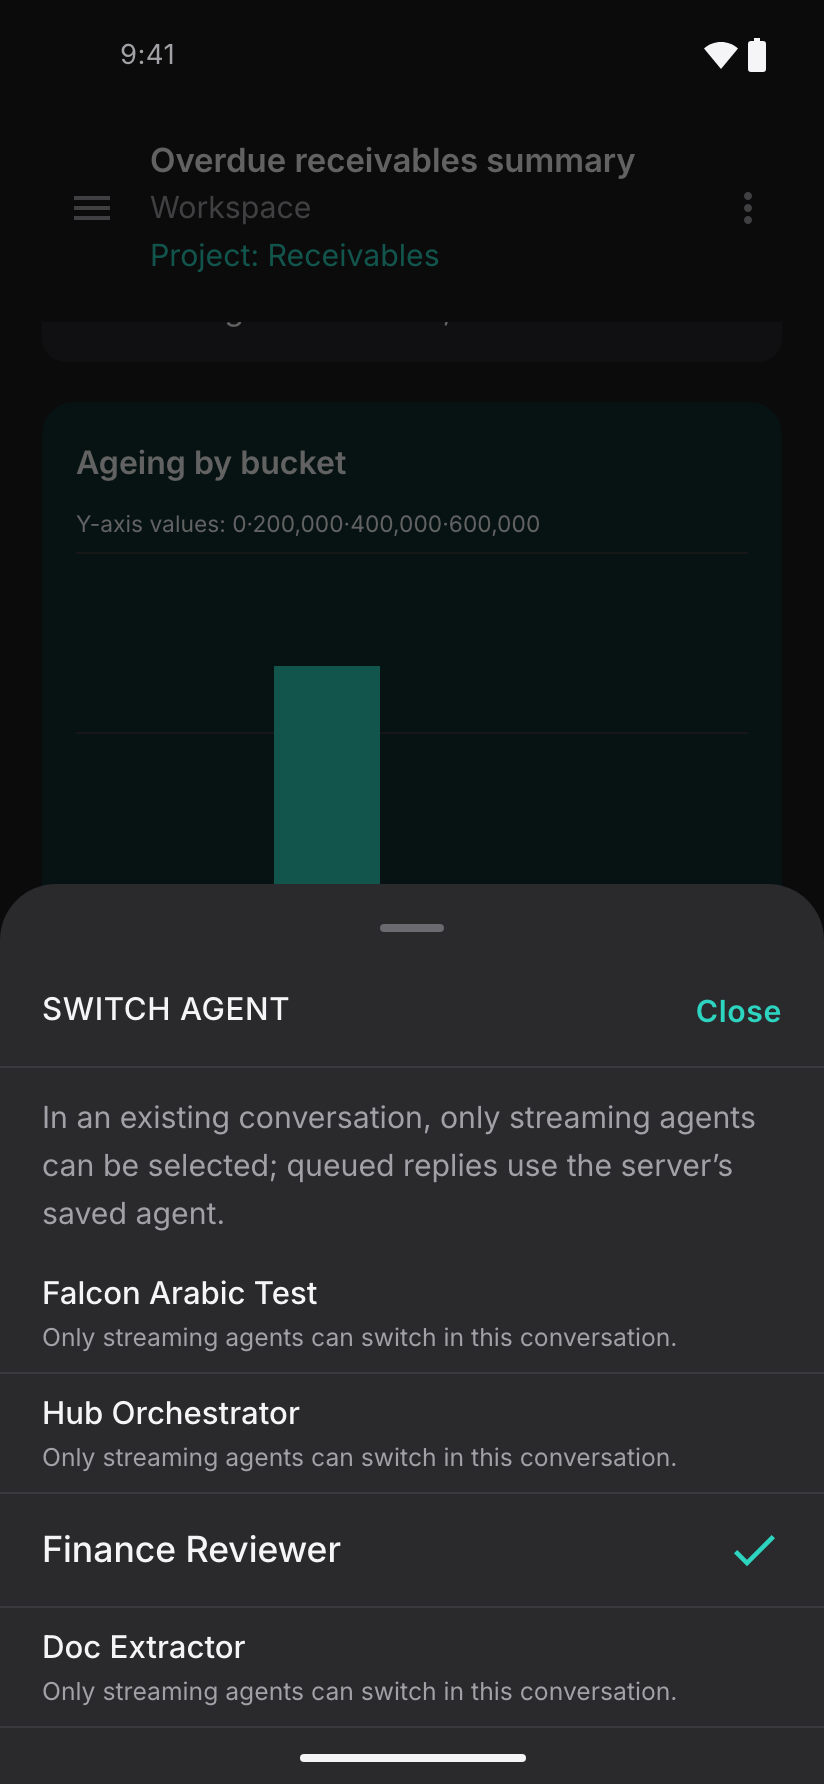 9:41
Overdue receivables summary
Workspace
Project: Receivables
Ageing by bucket
Y-axis values: 0·200,000·400,000·600,000
SWITCH AGENT
Close
In an existing conversation, only streaming agents
can be selected; queued replies use the server’s
saved agent.
Falcon Arabic Test
Only streaming agents can switch in this conversation.
Hub Orchestrator
Only streaming agents can switch in this conversation.
Finance Reviewer
Doc Extractor
Only streaming agents can switch in this conversation.